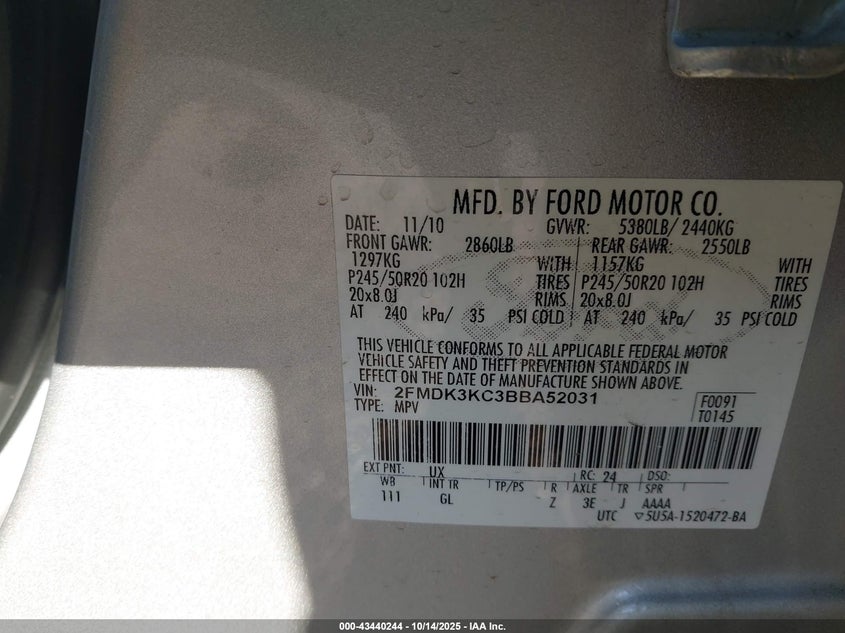 MFD. BY FORD MOTOR CO.
DATE: 11/10 GVWR: 5380LB/ 2440KG
FRONT GAWR: 2860LB REAR GAWR: 2550LB
1297KG WITH 1157KG WITH
P245/50R20 102H TIRES P245/50R20 102H TIRES
20x8.0J RIMS 20x8.0J RIMS
AT 240 kPa/ 35 PSI COLD AT 240 kPa/ 35 PSI COLD
THIS VEHICLE CONFORMS TO ALL APPLICABLE FEDERAL MOTOR
VEHICLE SAFETY AND THEFT PREVENTION STANDARDS IN
EFFECT ON THE DATE OF MANUFACTURE SHOWN ABOVE.
VIN: 2FMDK3KC3BBA52031 F0091
TYPE: MPV T0145
EXT PNT: UX RC: 24 DSO:
WB INT TR TP/PS R AXLE TR SPR
111 GL Z 3E J AAAA
UTC ▽5U5A-1520472-BA
000-43440244 - 10/14/2025 - IAA Inc.